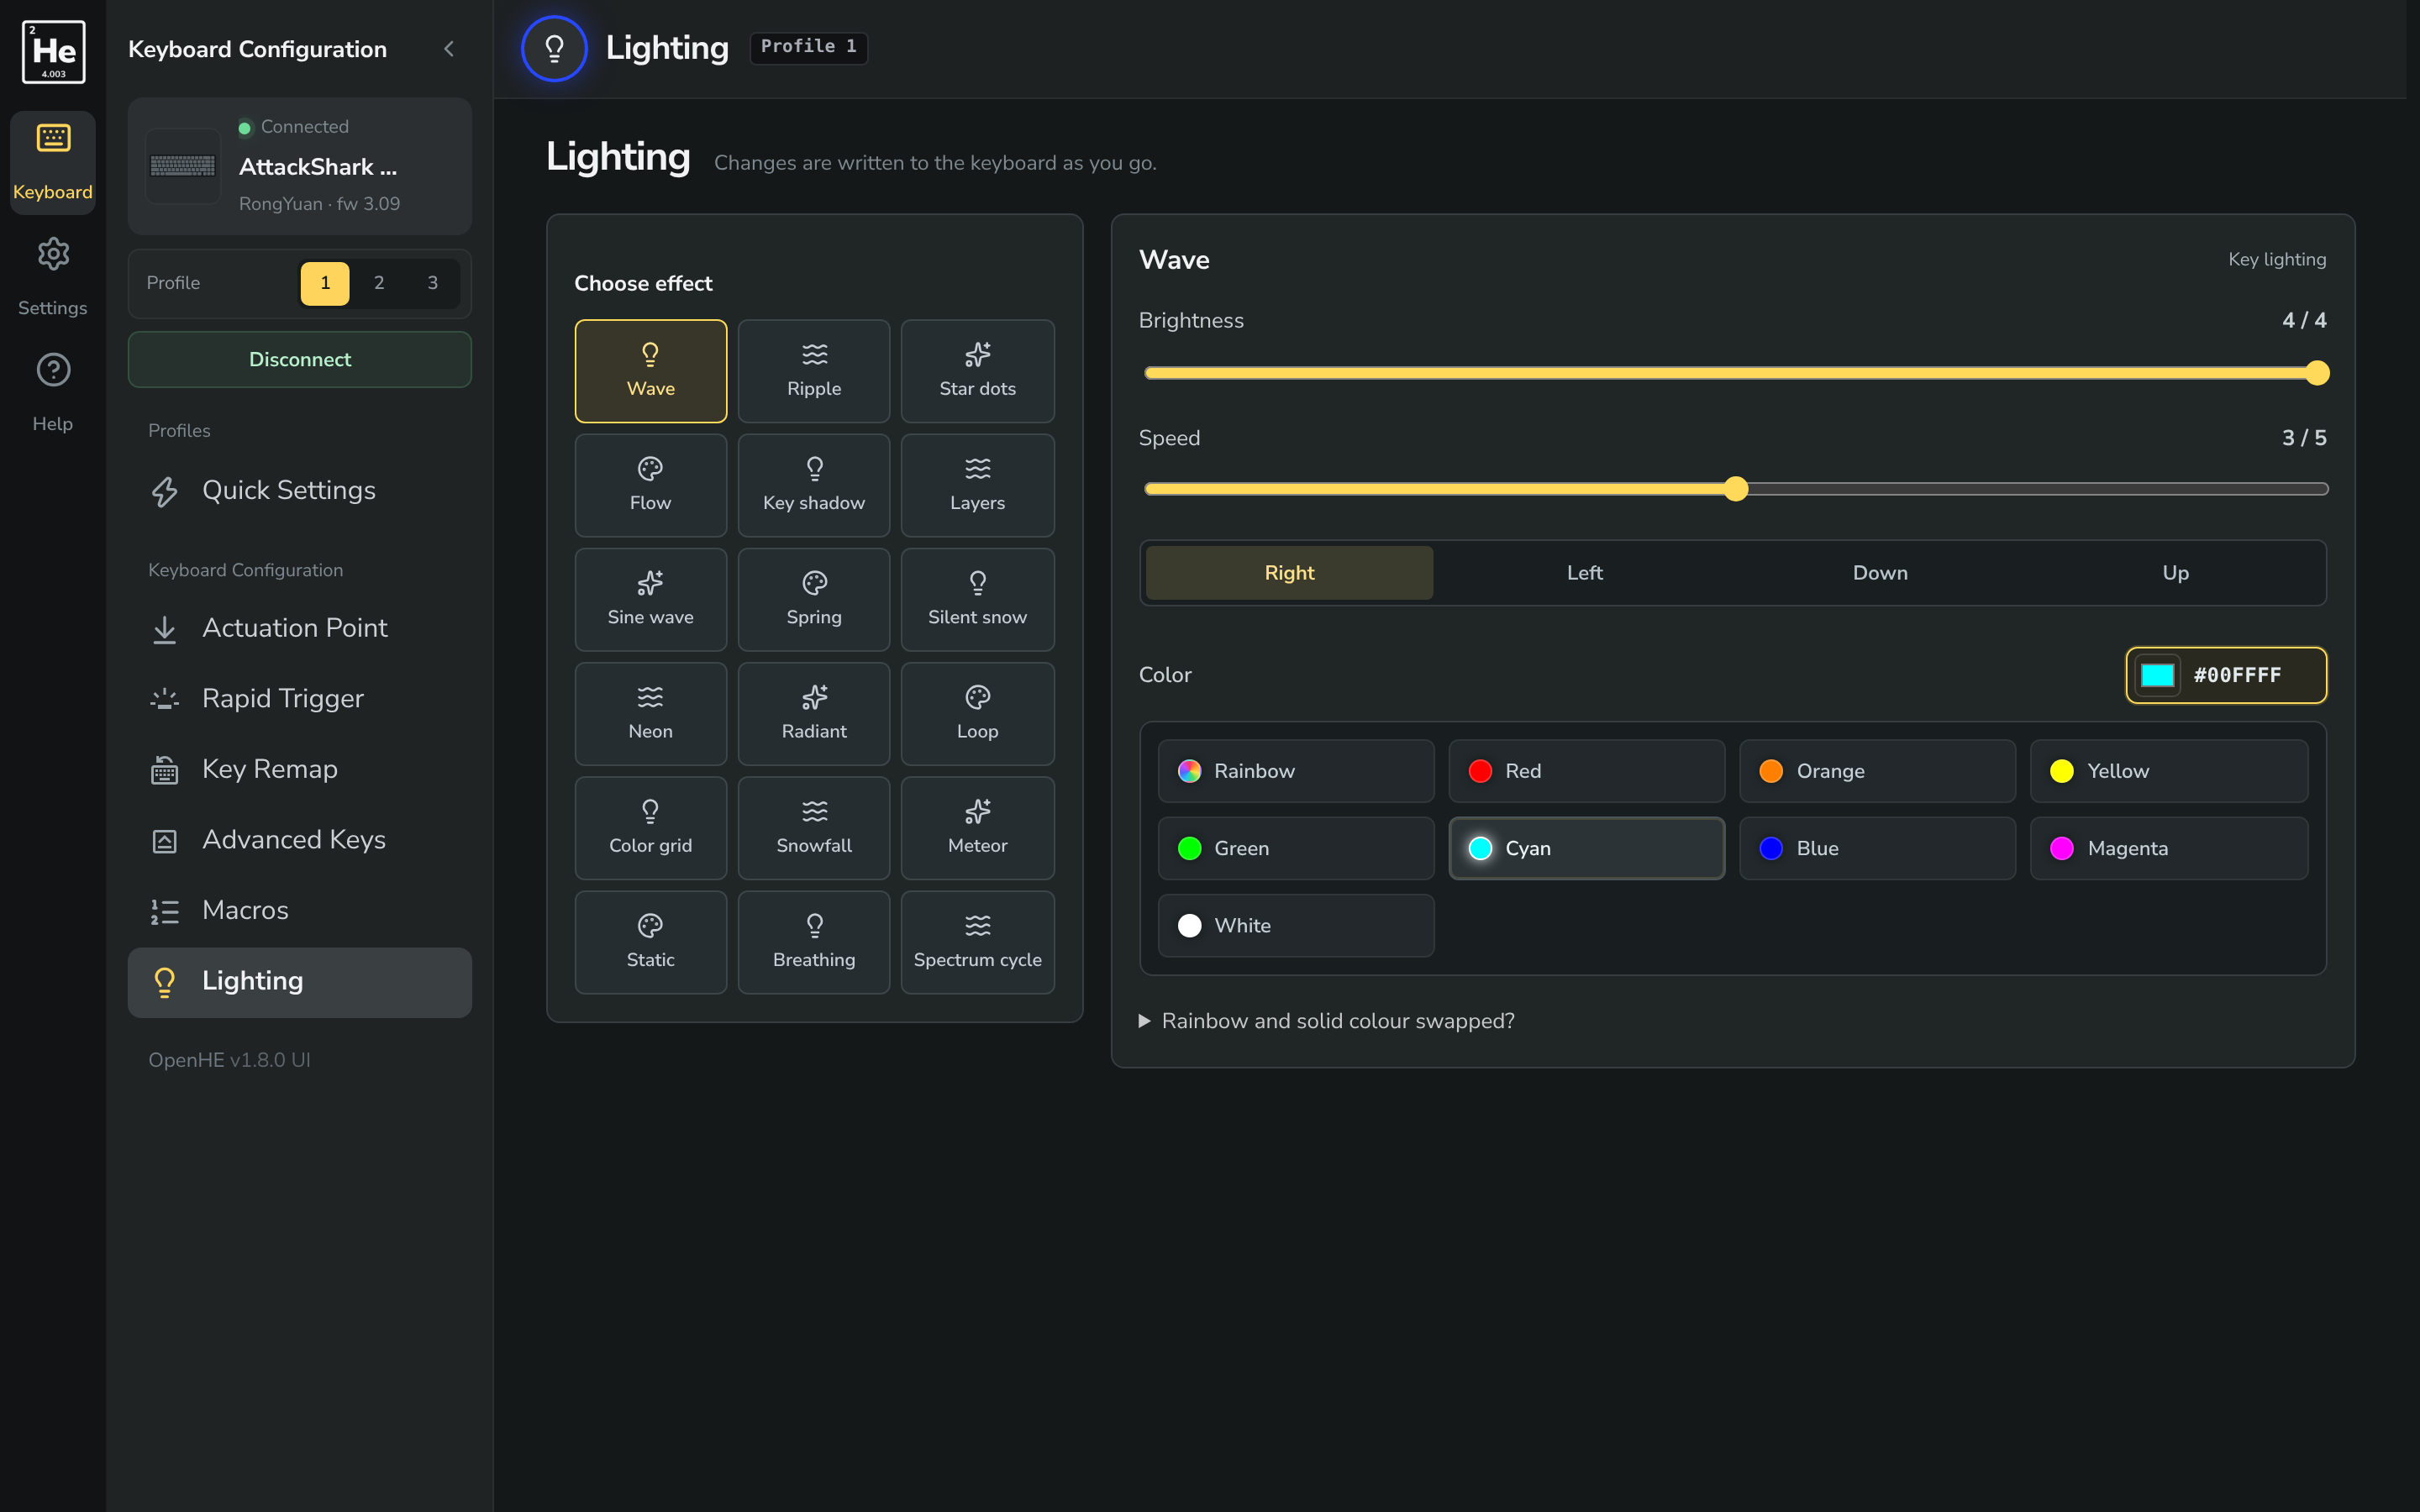 2
He
4.003
Keyboard
Settings
Help
Keyboard Configuration
Connected
AttackShark ...
RongYuan · fw 3.09
Profile 1 2 3
Disconnect
Profiles
Quick Settings
Keyboard Configuration
Actuation Point
Rapid Trigger
Key Remap
Advanced Keys
Macros
Lighting
OpenHE v1.8.0 UI
Lighting Profile 1
Lighting Changes are written to the keyboard as you go.
Choose effect
Wave Ripple Star dots
Flow Key shadow Layers
Sine wave Spring Silent snow
Neon Radiant Loop
Color grid Snowfall Meteor
Static Breathing Spectrum cycle
Wave Key lighting
Brightness 4 / 4
Speed 3 / 5
Right Left Down Up
Color #00FFFF
Rainbow Red Orange Yellow
Green Cyan Blue Magenta
White
Rainbow and solid colour swapped?